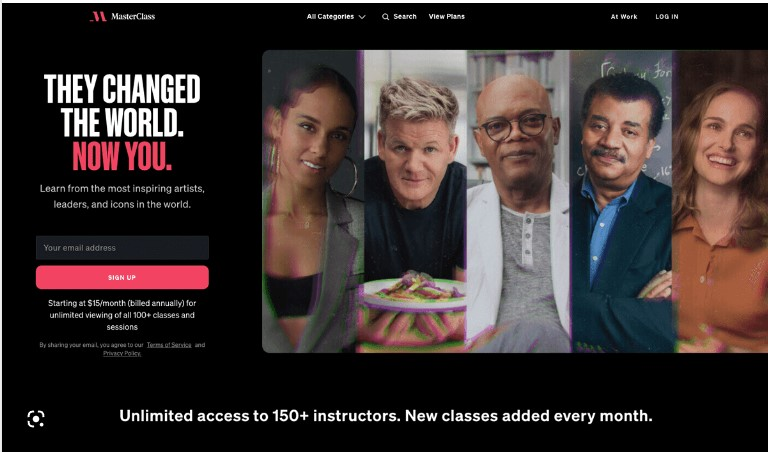 MasterClass
All Categories
Search
View Plans
At Work
LOG IN
THEY CHANGED
THE WORLD.
NOW YOU.
Learn from the most inspiring artists,
leaders, and icons in the world.
Your email address
SIGN UP
Starting at $15/month (billed annually) for
unlimited viewing of all 100+ classes and
sessions
By sharing your email, you agree to our Terms of Service and
Privacy Policy.
Unlimited access to 150+ instructors. New classes added every month.